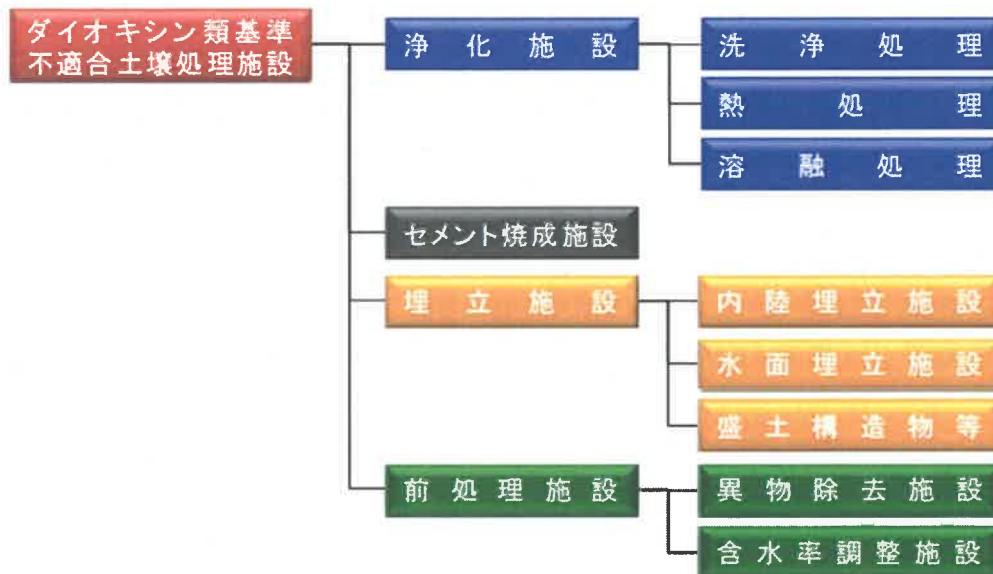 ダイオキシン類基準
不適合土壌処理施設
浄化施設
洗浄処理
熱処理
溶融処理
セメント焼成施設
埋立施設
内陸埋立施設
水面埋立施設
盛土構造物等
前処理施設
異物除去施設
含水率調整施設